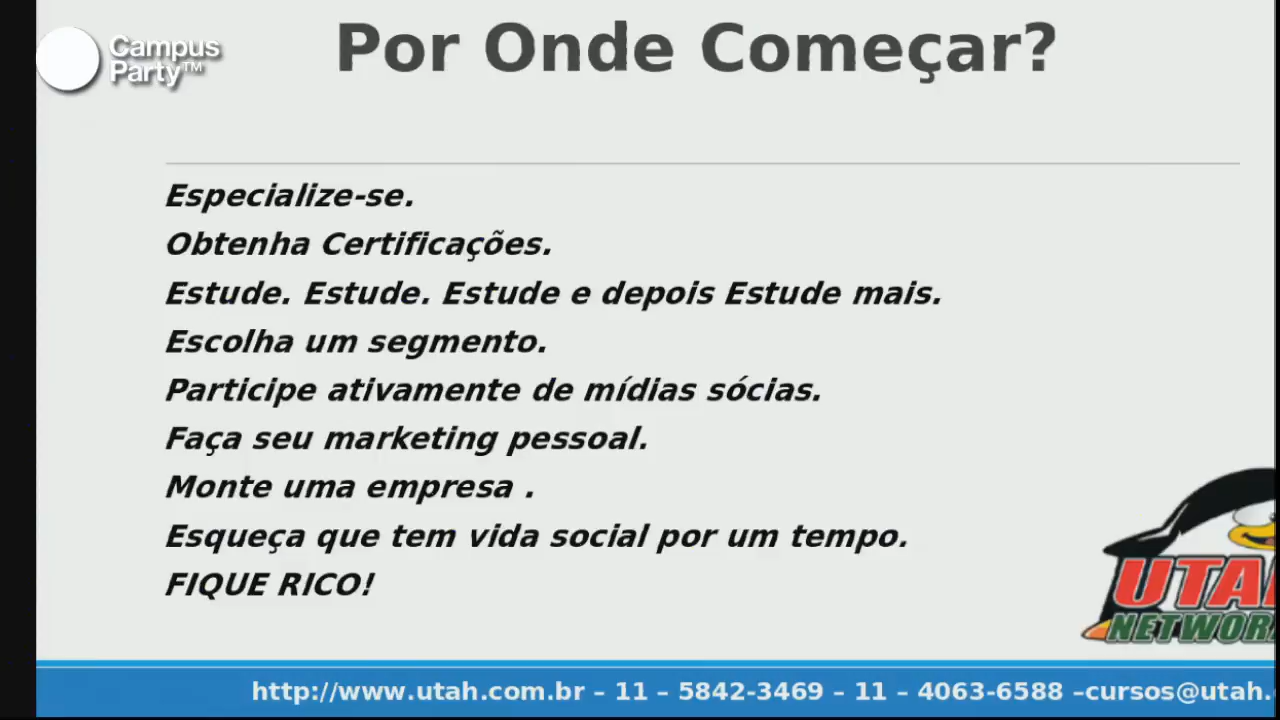 Campus
Party™
Por Onde Começar?
Especialize-se.
Obtenha Certificações.
Estude. Estude. Estude e depois Estude mais.
Escolha um segmento.
Participe ativamente de mídias sócias.
Faça seu marketing pessoal.
Monte uma empresa .
Esqueça que tem vida social por um tempo.
FIQUE RICO!
UTA
NETWOR
http://www.utah.com.br – 11 – 5842-3469 – 11 – 4063-6588 –cursos@utah.